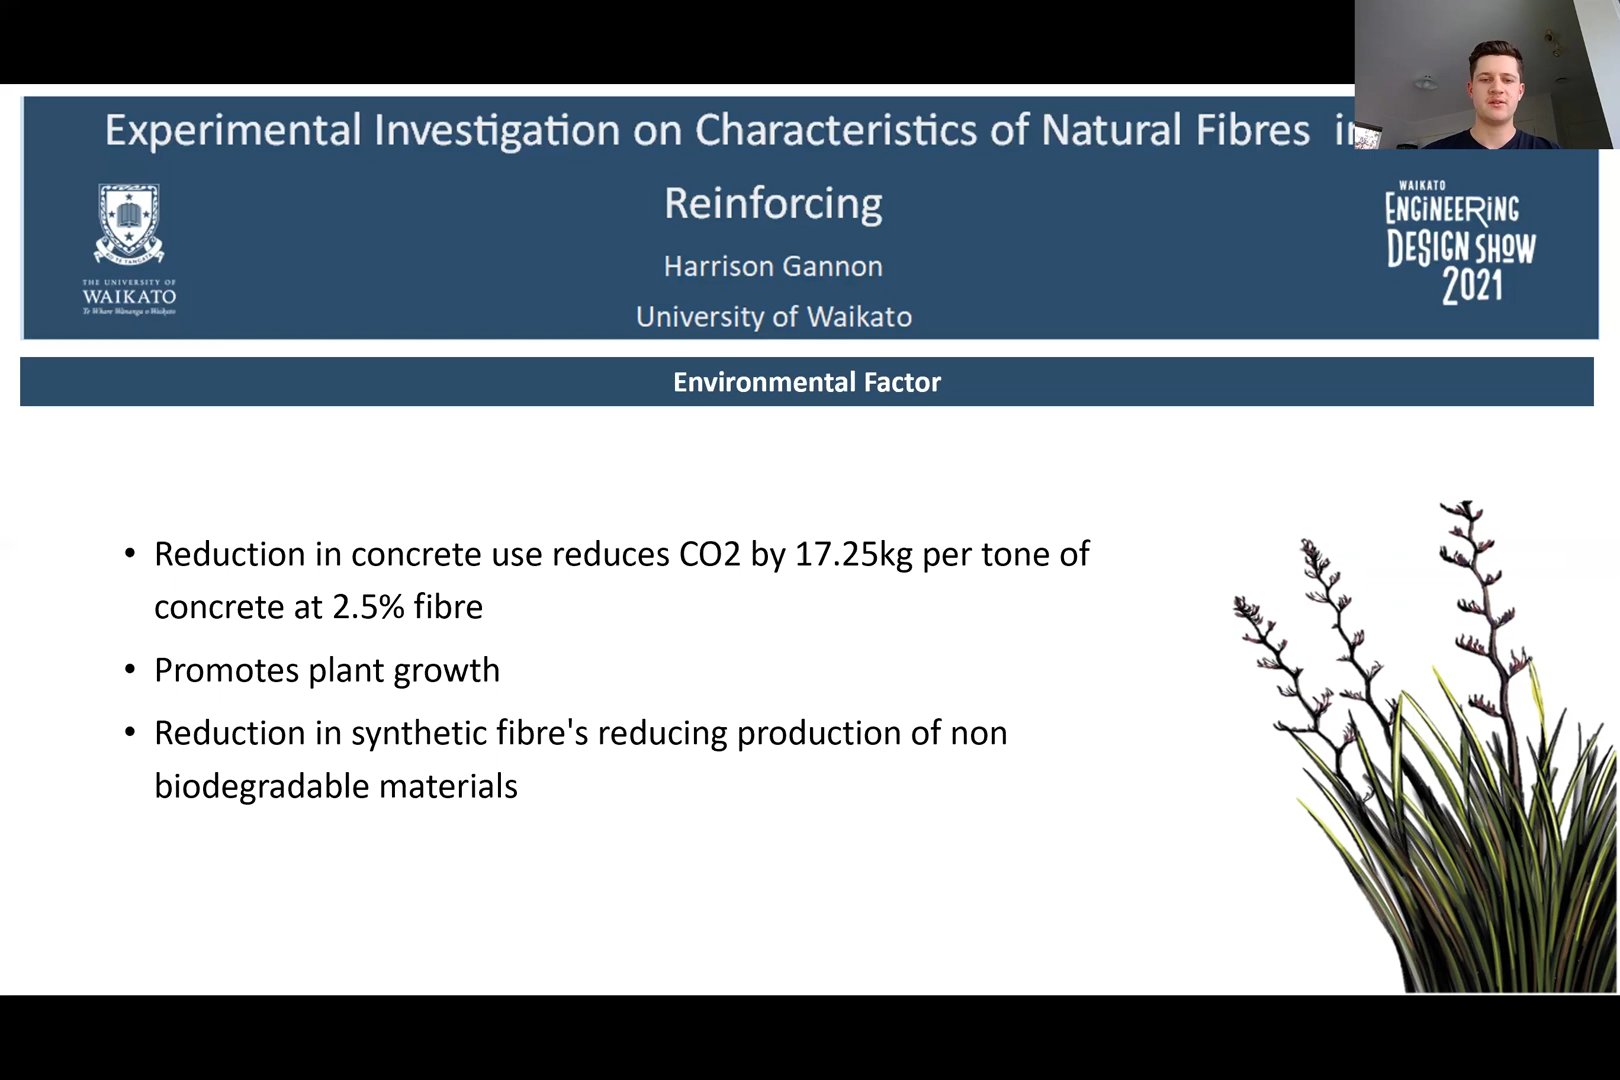 Experimental Investigation on Characteristics of Natural Fibres
Reinforcing
Harrison Gannon
University of Waikato
THE UNIVERSITY OF
WAIKATO
Te Whare Wānanga o Waikato
WAIKATO
ENGINEERING
DESIGN SHOW
2021
Environmental Factor
• Reduction in concrete use reduces CO2 by 17.25kg per tone of
concrete at 2.5% fibre
• Promotes plant growth
• Reduction in synthetic fibre's reducing production of non
biodegradable materials